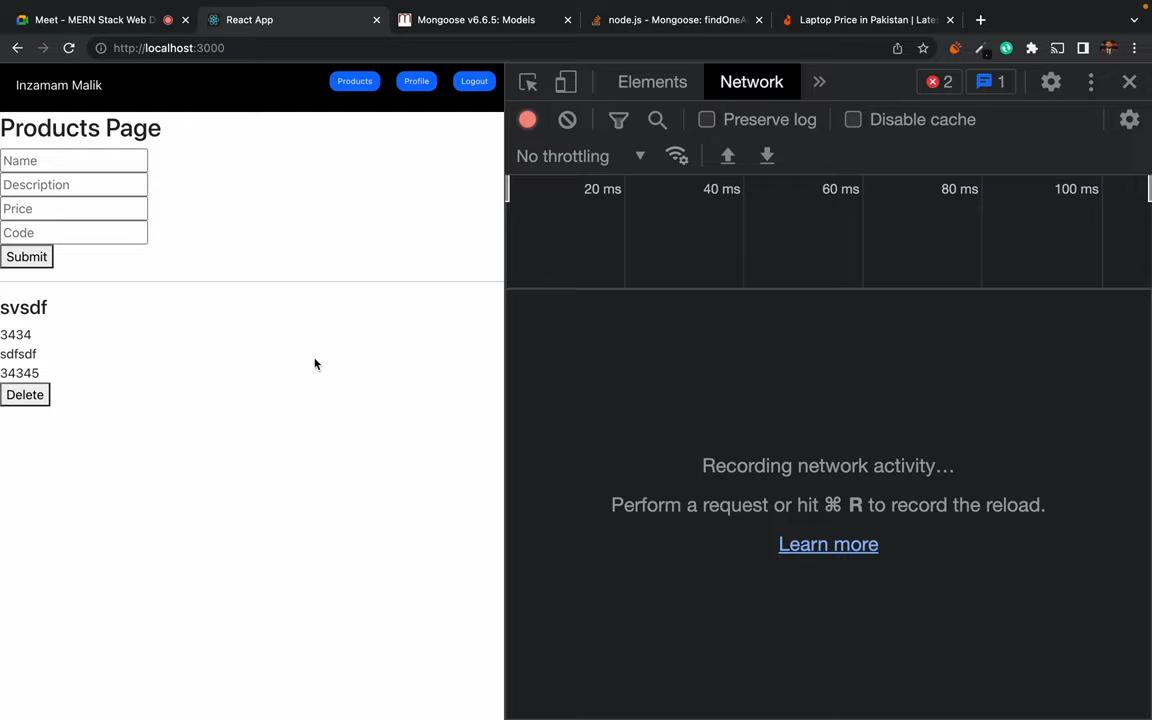 Meet - MERN Stack Web D
React App
Mongoose v6.6.5: Models
node.js - Mongoose: findOneA
Laptop Price in Pakistan | Late
http://localhost:3000
Inzamam Malik
Products
Profile
Logout
Products Page
Name
Description
Price
Code
Submit
svsdf
3434
sdfsdf
34345
Delete
Elements
Network
2
1
Preserve log
Disable cache
No throttling
20 ms
40 ms
60 ms
80 ms
100 ms
Recording network activity…
Perform a request or hit ⌘ R to record the reload.
Learn more